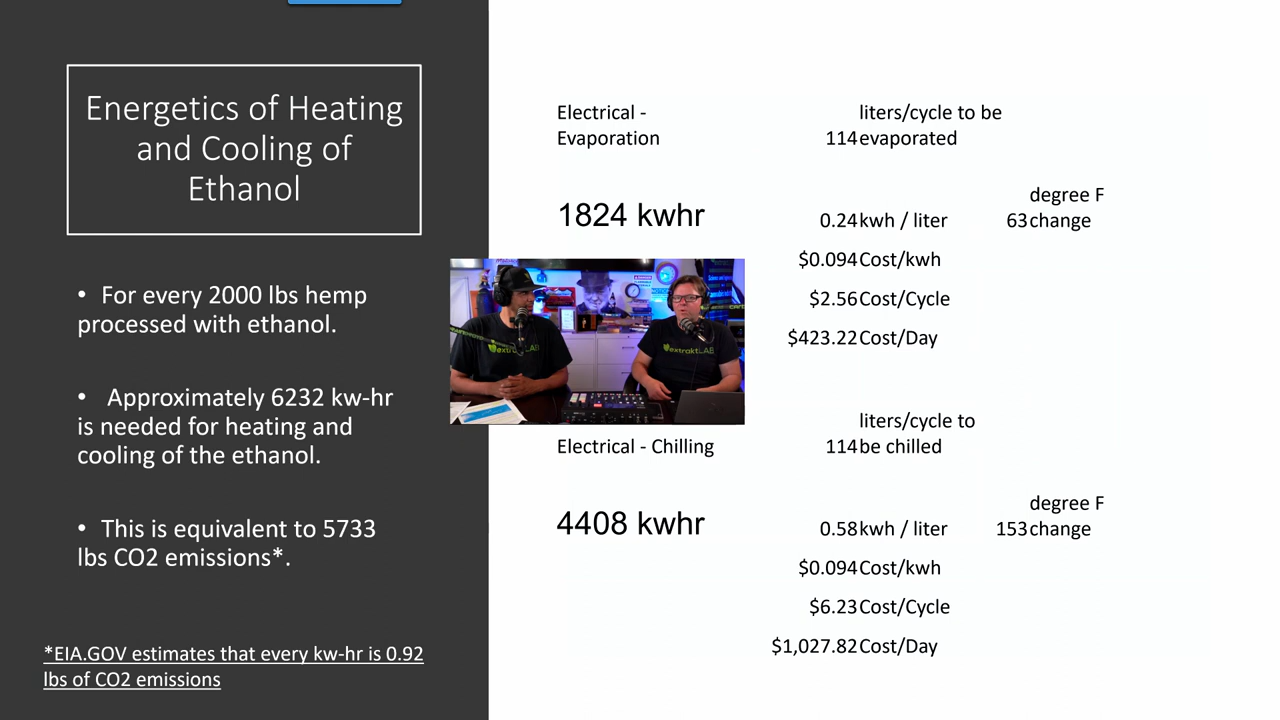 Energetics of Heating
and Cooling of
Ethanol
• For every 2000 lbs hemp
processed with ethanol.
• Approximately 6232 kw-hr
is needed for heating and
cooling of the ethanol.
• This is equivalent to 5733
lbs CO2 emissions*.
*EIA.GOV estimates that every kw-hr is 0.92
lbs of CO2 emissions
Electrical -
Evaporation
114 liters/cycle to be
evaporated
1824 kwhr
0.24 kwh / liter
63 degree F
change
$0.094 Cost/kwh
$2.56 Cost/Cycle
$423.22 Cost/Day
extraktLAB
extraktLAB
Electrical - Chilling
114 liters/cycle to
be chilled
4408 kwhr
0.58 kwh / liter
153 degree F
change
$0.094 Cost/kwh
$6.23 Cost/Cycle
$1,027.82 Cost/Day